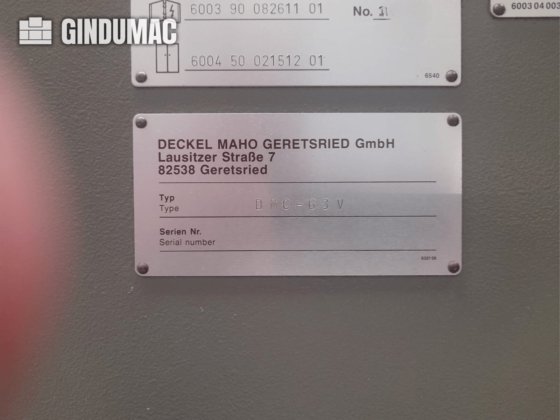 GINDUMAC
6003 90 082611 01
No. 31
6003 04 003
6004 50 021512 01
6540
DECKEL MAHO GERETSRIED GmbH
Lausitzer Straße 7
82538 Geretsried
Typ
Type DMC-63V
Serien Nr.
Serial number